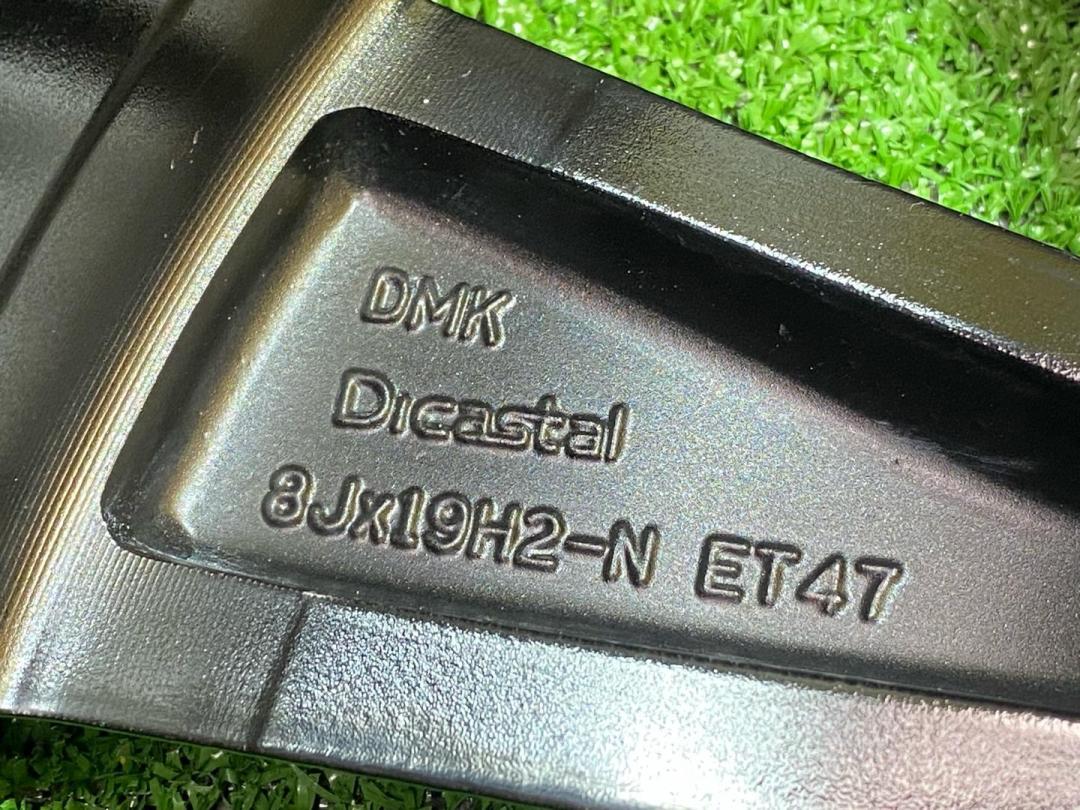 DMK
Dicastal
8Jx19H2-N ET47